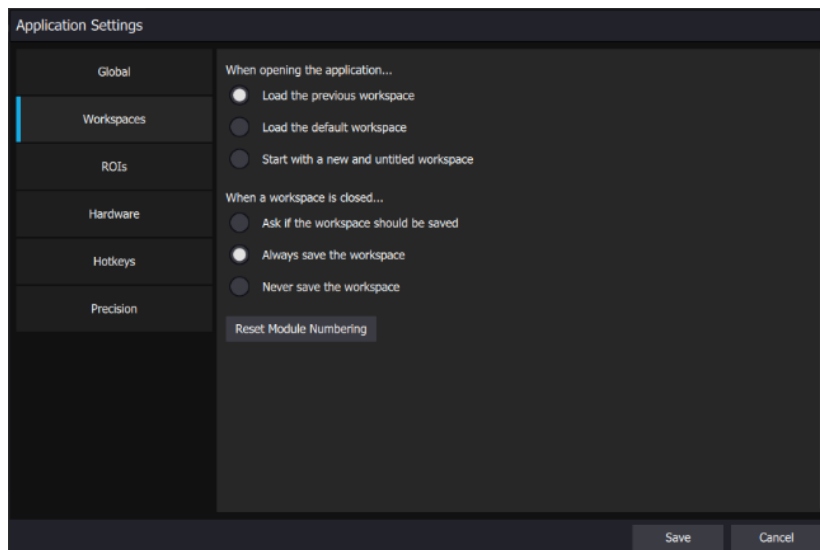 Application Settings
Global
Workspaces
ROIs
Hardware
Hotkeys
Precision
When opening the application...
Load the previous workspace
Load the default workspace
Start with a new and untitled workspace
When a workspace is closed...
Ask if the workspace should be saved
Always save the workspace
Never save the workspace
Reset Module Numbering
Save
Cancel